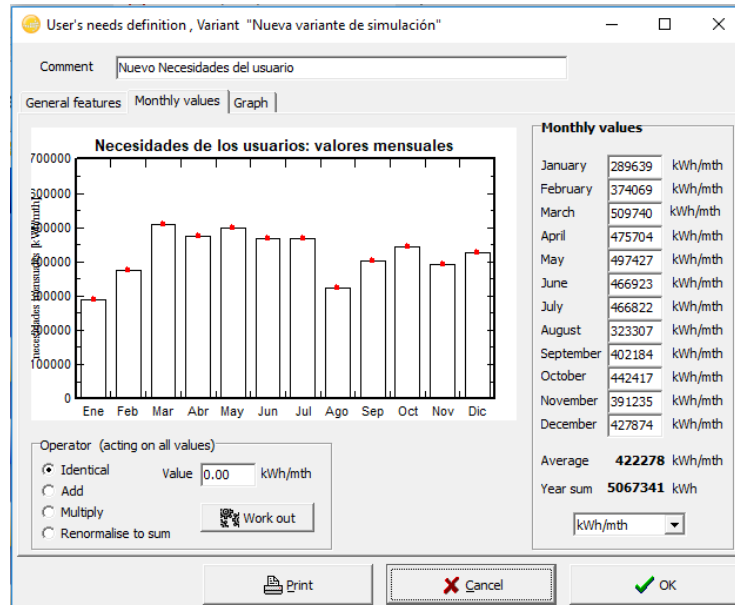 User's needs definition , Variant "Nueva variante de simulación"
Comment Nuevo Necesidades del usuario
General features Monthly values Graph
Necesidades de los usuarios: valores mensuales
necesidades mensuales [kWh/mth]
700000
600000
500000
400000
300000
200000
100000
0
Ene Feb Mar Abr May Jun Jul Ago Sep Oct Nov Dic
Operator (acting on all values)
Identical
Add
Multiply
Renormalise to sum
Value 0.00 kWh/mth
Work out
Monthly values
January 289639 kWh/mth
February 374069 kWh/mth
March 509740 kWh/mth
April 475704 kWh/mth
May 497427 kWh/mth
June 466923 kWh/mth
July 466822 kWh/mth
August 323307 kWh/mth
September 402184 kWh/mth
October 442417 kWh/mth
November 391235 kWh/mth
December 427874 kWh/mth
Average 422278 kWh/mth
Year sum 5067341 kWh
kWh/mth
Print Cancel OK